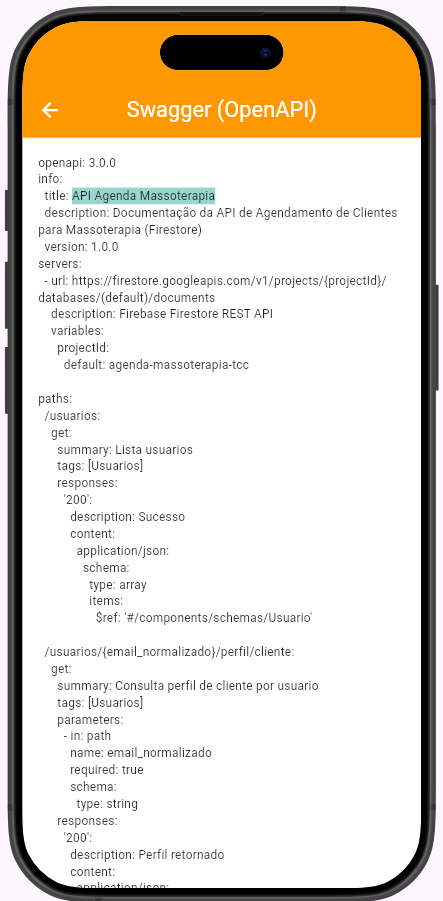 Swagger (OpenAPI)
openapi: 3.0.0
info:
  title: API Agenda Massoterapia
  description: Documentação da API de Agendamento de Clientes
para Massoterapia (Firestore)
  version: 1.0.0
servers:
  - url: https://firestore.googleapis.com/v1/projects/{projectId}/
databases/(default)/documents
    description: Firebase Firestore REST API
    variables:
      projectId:
        default: agenda-massoterapia-tcc

paths:
  /usuarios:
    get:
      summary: Lista usuarios
      tags: [Usuarios]
      responses:
        '200':
          description: Sucesso
          content:
            application/json:
              schema:
                type: array
                items:
                  $ref: '#/components/schemas/Usuario'

  /usuarios/{email_normalizado}/perfil/cliente:
    get:
      summary: Consulta perfil de cliente por usuario
      tags: [Usuarios]
      parameters:
        - in: path
          name: email_normalizado
          required: true
          schema:
            type: string
      responses:
        '200':
          description: Perfil retornado
          content:
            application/json: